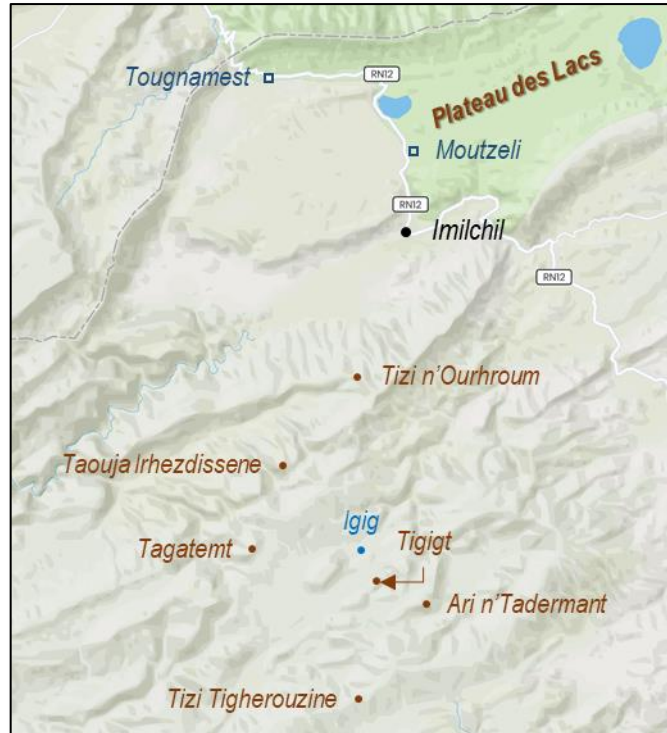 Tougnamest
RN12
Plateau des Lacs
Moutzeli
RN12
Imilchil
RN12
Tizi n'Ourhroum
Taouja Irhezdissene
Igig
Tigigt
Tagatemt
Ari n'Tadermant
Tizi Tigherouzine